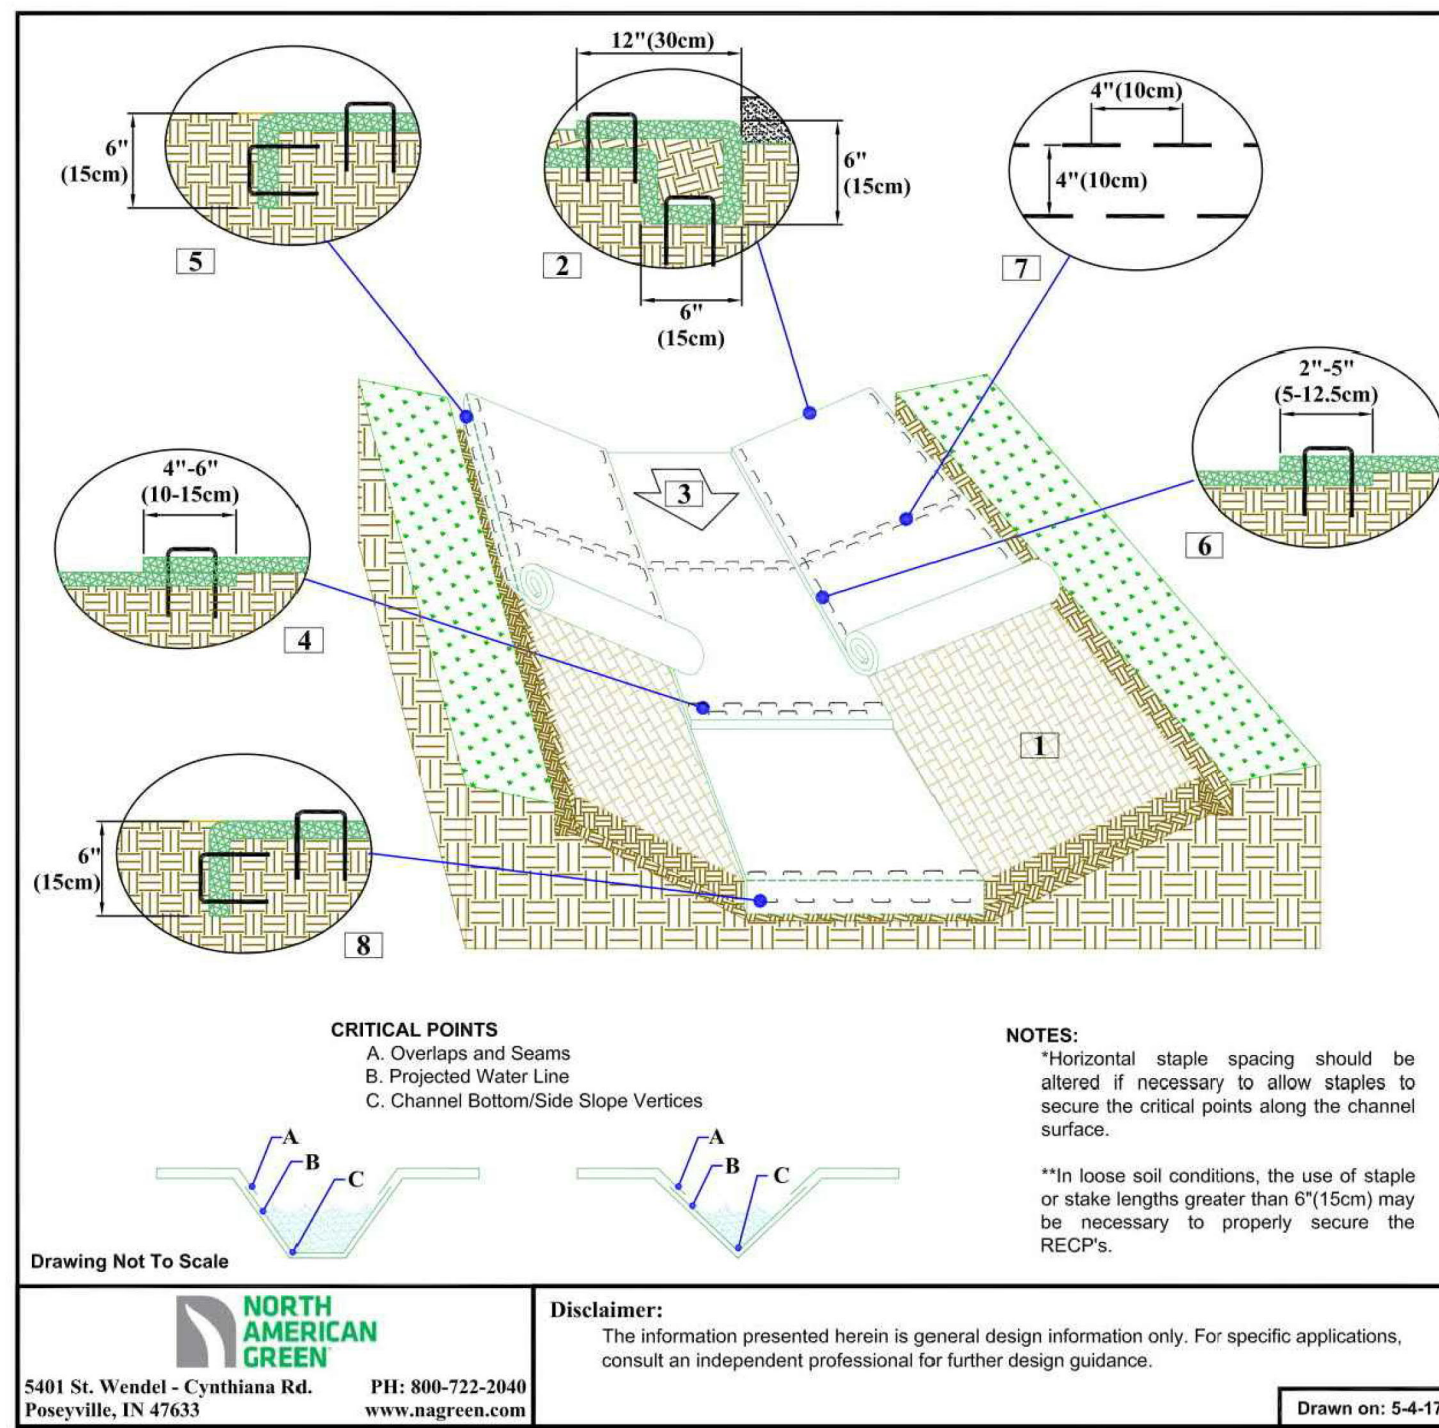 12"(30cm)
6"
(15cm)
5
6"
(15cm)
2
6"
(15cm)
4"(10cm)
4"(10cm)
7
2"-5"
(5-12.5cm)
6
4"-6"
(10-15cm)
4
3
1
6"
(15cm)
8
CRITICAL POINTS
A. Overlaps and Seams
B. Projected Water Line
C. Channel Bottom/Side Slope Vertices
A
B
C
A
B
C
Drawing Not To Scale
NOTES:
*Horizontal staple spacing should be
altered if necessary to allow staples to
secure the critical points along the channel
surface.
**In loose soil conditions, the use of staple
or stake lengths greater than 6"(15cm) may
be necessary to properly secure the
RECP's.
NORTH
AMERICAN
GREEN
5401 St. Wendel - Cynthiana Rd.
Poseyville, IN 47633
PH: 800-722-2040
www.nagreen.com
Disclaimer:
The information presented herein is general design information only. For specific applications,
consult an independent professional for further design guidance.
Drawn on: 5-4-17